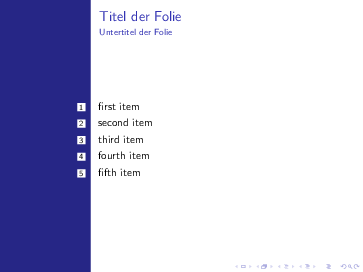 Titel der Folie
Untertitel der Folie
1 first item
2 second item
3 third item
4 fourth item
5 fifth item